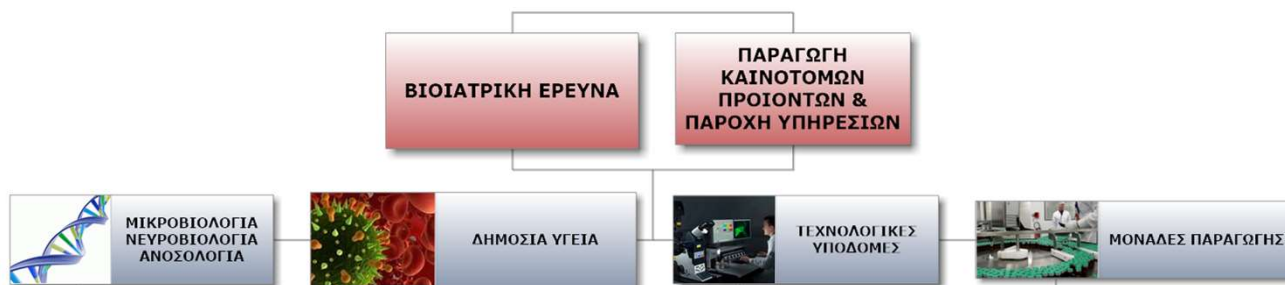 ΒΙΟΙΑΤΡΙΚΗ ΕΡΕΥΝΑ
ΠΑΡΑΓΩΓΗ
ΚΑΙΝΟΤΟΜΩΝ
ΠΡΟΙΟΝΤΩΝ &
ΠΑΡΟΧΗ ΥΠΗΡΕΣΙΩΝ
ΜΙΚΡΟΒΙΟΛΟΓΙΑ
ΝΕΥΡΟΒΙΟΛΟΓΙΑ
ΑΝΟΣΟΛΟΓΙΑ
ΔΗΜΟΣΙΑ ΥΓΕΙΑ
ΤΕΧΝΟΛΟΓΙΚΕΣ
ΥΠΟΔΟΜΕΣ
ΜΟΝΑΔΕΣ ΠΑΡΑΓΩΓΗΣ